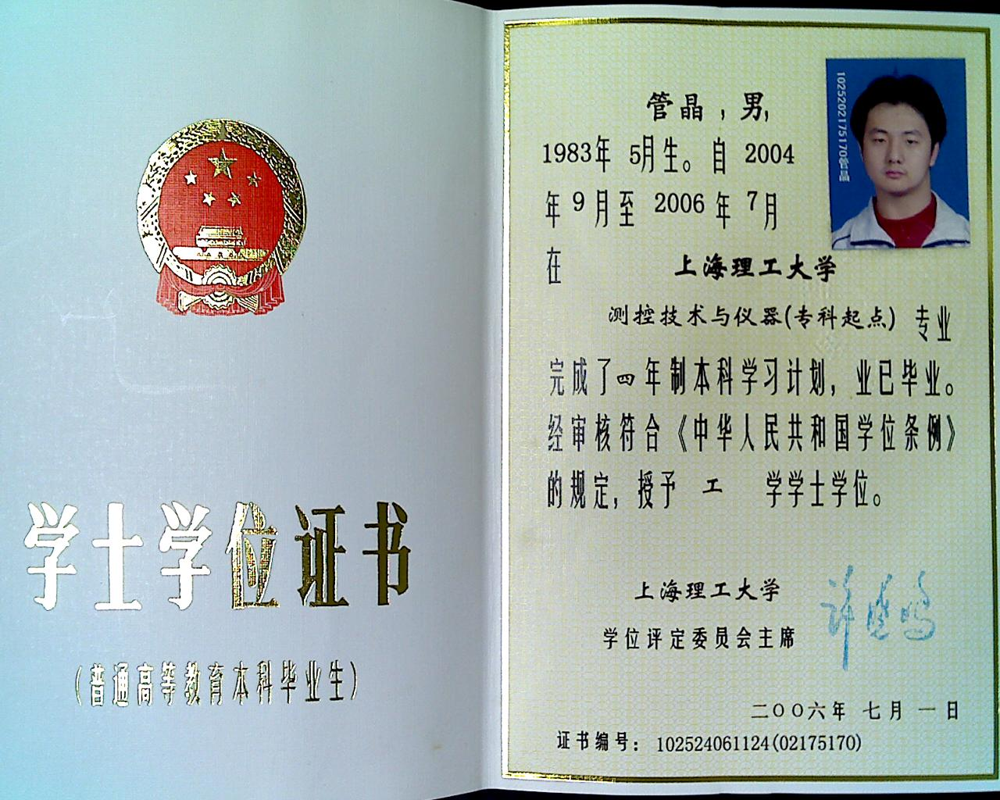 学士学位证书
(普通高等教育本科毕业生)
1025202175170管晶
管晶,男,
1983年 5月生。自 2004
年 9 月至 2006 年 7 月
在 上海理工大学
测控技术与仪器(专科起点) 专业
完成了四年制本科学习计划,业已毕业。
经审核符合《中华人民共和国学位条例》
的规定,授予 工 学学士学位。
上海理工大学
学位评定委员会主席 许晓鸣
二〇〇六年 七月 一日
证书编号: 102524061124(02175170)